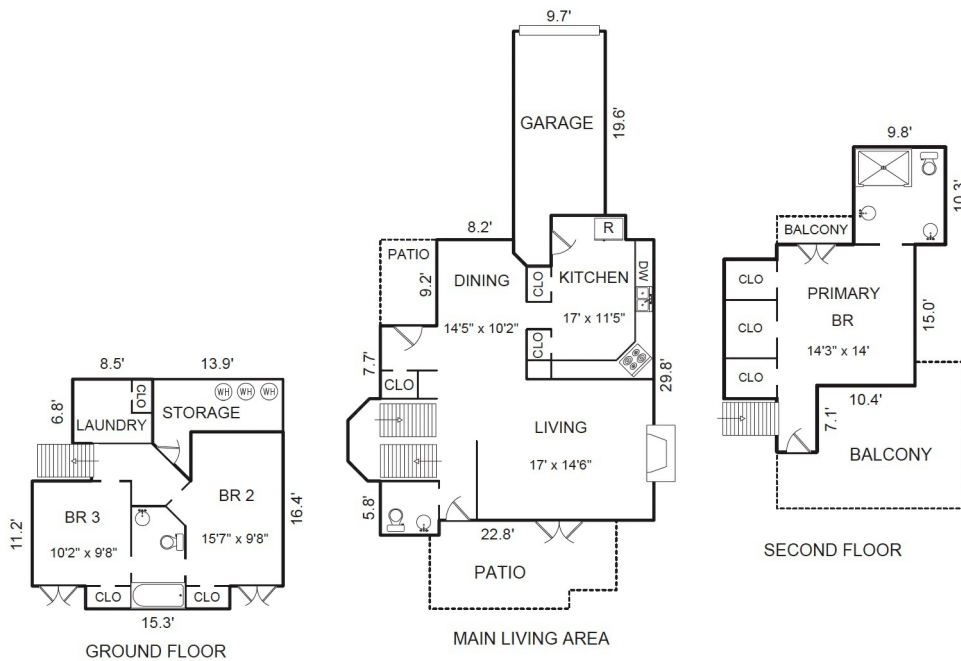 8.5'
13.9'
6.8'
CLO
WH WH WH
STORAGE
LAUNDRY
BR 2
15'7" x 9'8"
16.4'
11.2'
BR 3
10'2" x 9'8"
CLO
CLO
15.3'
GROUND FLOOR
9.7'
GARAGE
19.6'
8.2'
R
PATIO
9.2'
DINING
14'5" x 10'2"
CLO
KITCHEN
17' x 11'5"
DW
CLO
7.7'
CLO
29.8'
LIVING
17' x 14'6"
5.8'
22.8'
PATIO
MAIN LIVING AREA
9.8'
10.3'
BALCONY
CLO
CLO
CLO
PRIMARY
BR
14'3" x 14'
15.0'
10.4'
7.1'
BALCONY
SECOND FLOOR